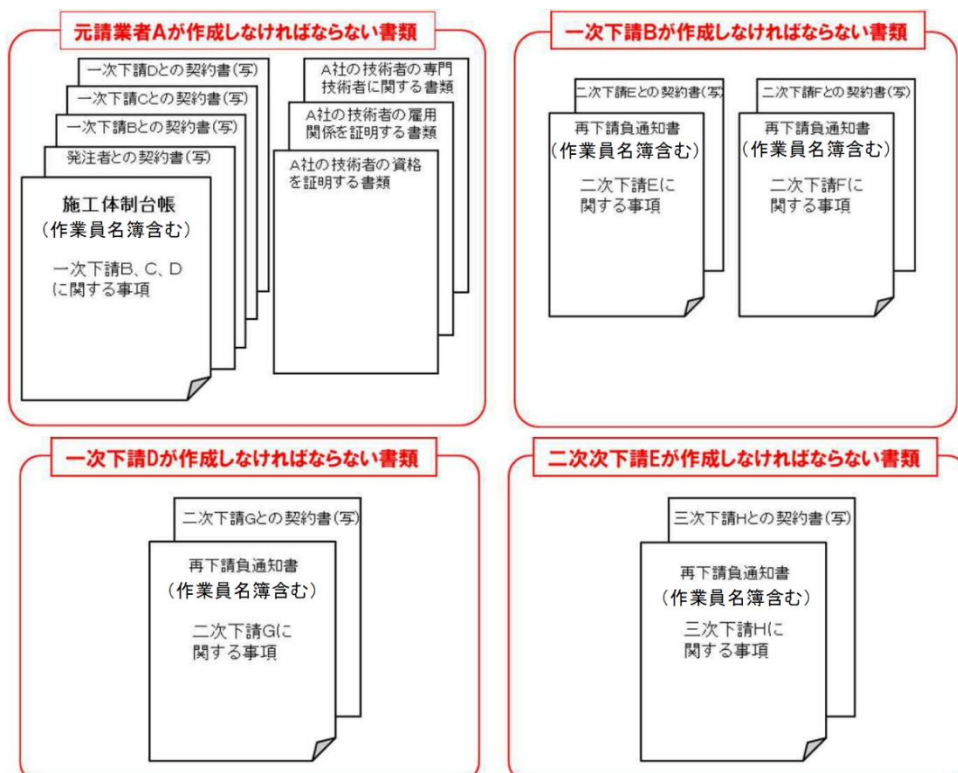 元請業者Aが作成しなければならない書類
一次下請Dとの契約書(写)
一次下請Cとの契約書(写)
一次下請Bとの契約書(写)
発注者との契約書(写)
施工体制台帳
(作業員名簿含む)
一次下請B、C、D
に関する事項
A社の技術者の専門
技術者に関する書類
A社の技術者の雇用
関係を証明する書類
A社の技術者の資格
を証明する書類
一次下請Bが作成しなければならない書類
二次下請Eとの契約書(写)
再下請負通知書
(作業員名簿含む)
二次下請Eに
関する事項
二次下請Fとの契約書(写)
再下請負通知書
(作業員名簿含む)
二次下請Fに
関する事項
一次下請Dが作成しなければならない書類
二次下請Gとの契約書(写)
再下請負通知書
(作業員名簿含む)
二次下請Gに
関する事項
二次次下請Eが作成しなければならない書類
三次下請Hとの契約書(写)
再下請負通知書
(作業員名簿含む)
三次下請Hに
関する事項